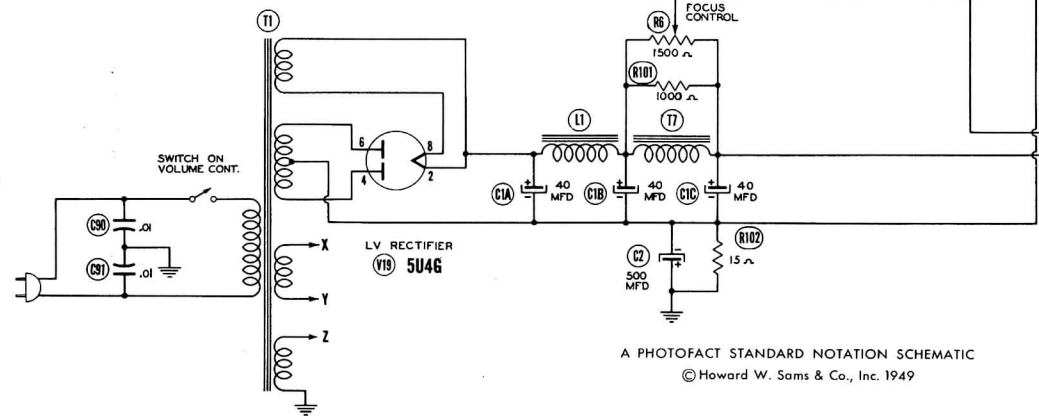 FOCUS
CONTROL
R6
1500 Ω
R101
1000 Ω
T1
L1
T7
6
8
4
2
SWITCH ON
VOLUME CONT.
C1A
40
MFD
C1B
40
MFD
C1C
40
MFD
C90
.01
C91
.01
X
LV RECTIFIER
V19 5U4G
Y
Z
C2
500
MFD
R102
15 Ω
A PHOTOFACT STANDARD NOTATION SCHEMATIC
© Howard W. Sams & Co., Inc. 1949